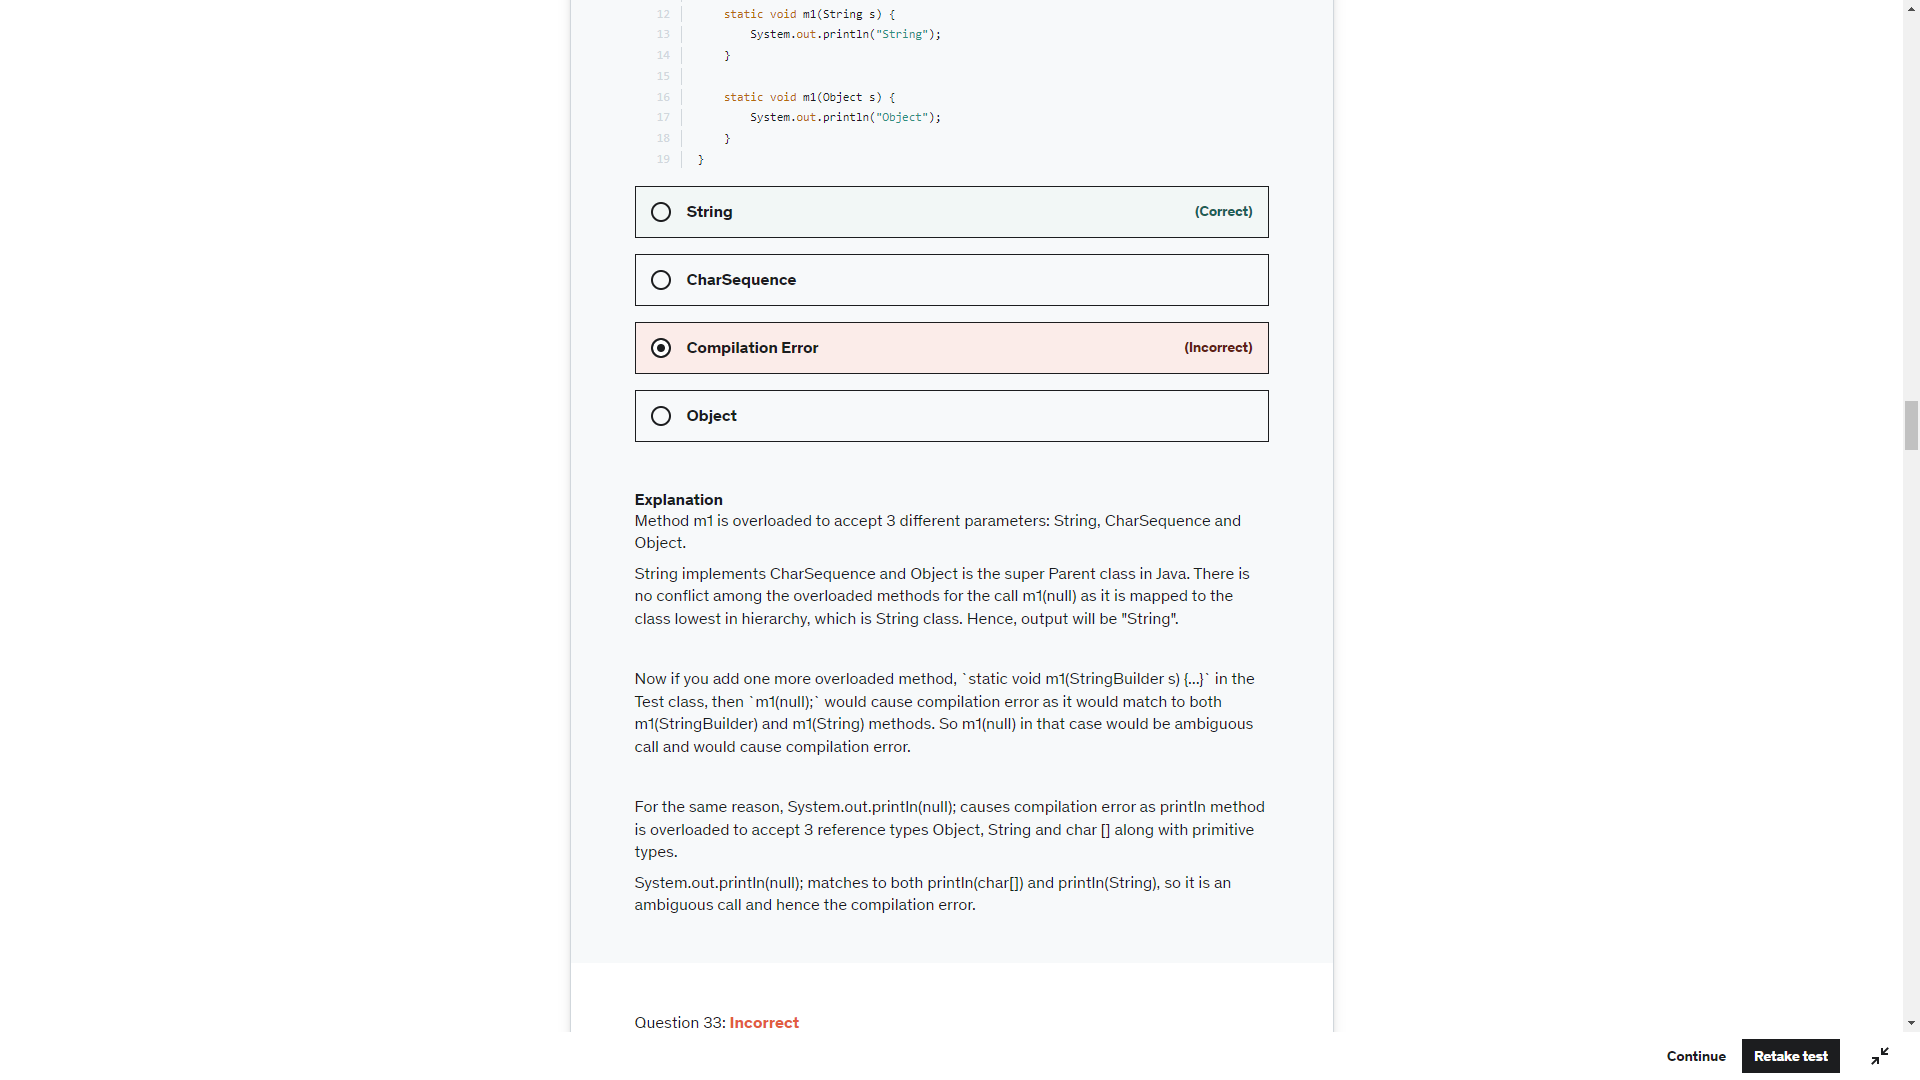 12 static void m1(String s) {
13 System.out.println("String");
14 }
15
16 static void m1(Object s) {
17 System.out.println("Object");
18 }
19 }
String (Correct)
CharSequence
Compilation Error (Incorrect)
Object
Explanation
Method m1 is overloaded to accept 3 different parameters: String, CharSequence and
Object.
String implements CharSequence and Object is the super Parent class in Java. There is
no conflict among the overloaded methods for the call m1(null) as it is mapped to the
class lowest in hierarchy, which is String class. Hence, output will be "String".
Now if you add one more overloaded method, `static void m1(StringBuilder s) {...}` in the
Test class, then `m1(null);` would cause compilation error as it would match to both
m1(StringBuilder) and m1(String) methods. So m1(null) in that case would be ambiguous
call and would cause compilation error.
For the same reason, System.out.println(null); causes compilation error as println method
is overloaded to accept 3 reference types Object, String and char [] along with primitive
types.
System.out.println(null); matches to both println(char[]) and println(String), so it is an
ambiguous call and hence the compilation error.
Question 33: Incorrect
Continue Retake test